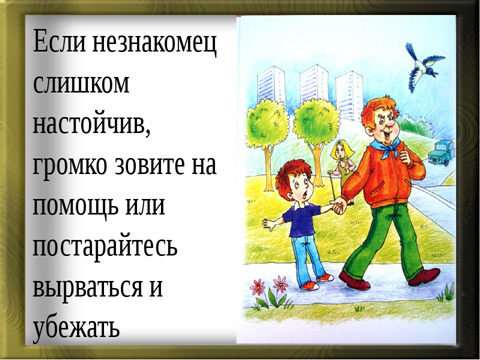 Если незнакомец
слишком
настойчив,
громко зовите на
помощь или
постарайтесь
вырваться и
убежать